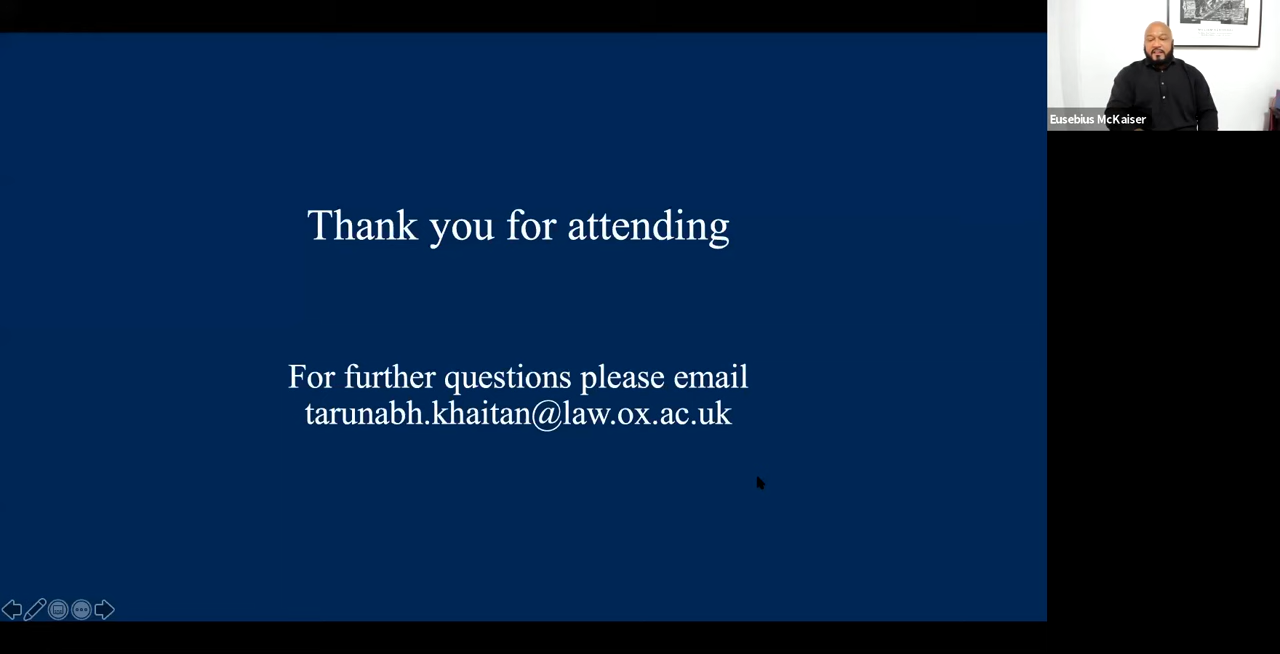 Thank you for attending
For further questions please email
tarunabh.khaitan@law.ox.ac.uk
Eusebius McKaiser